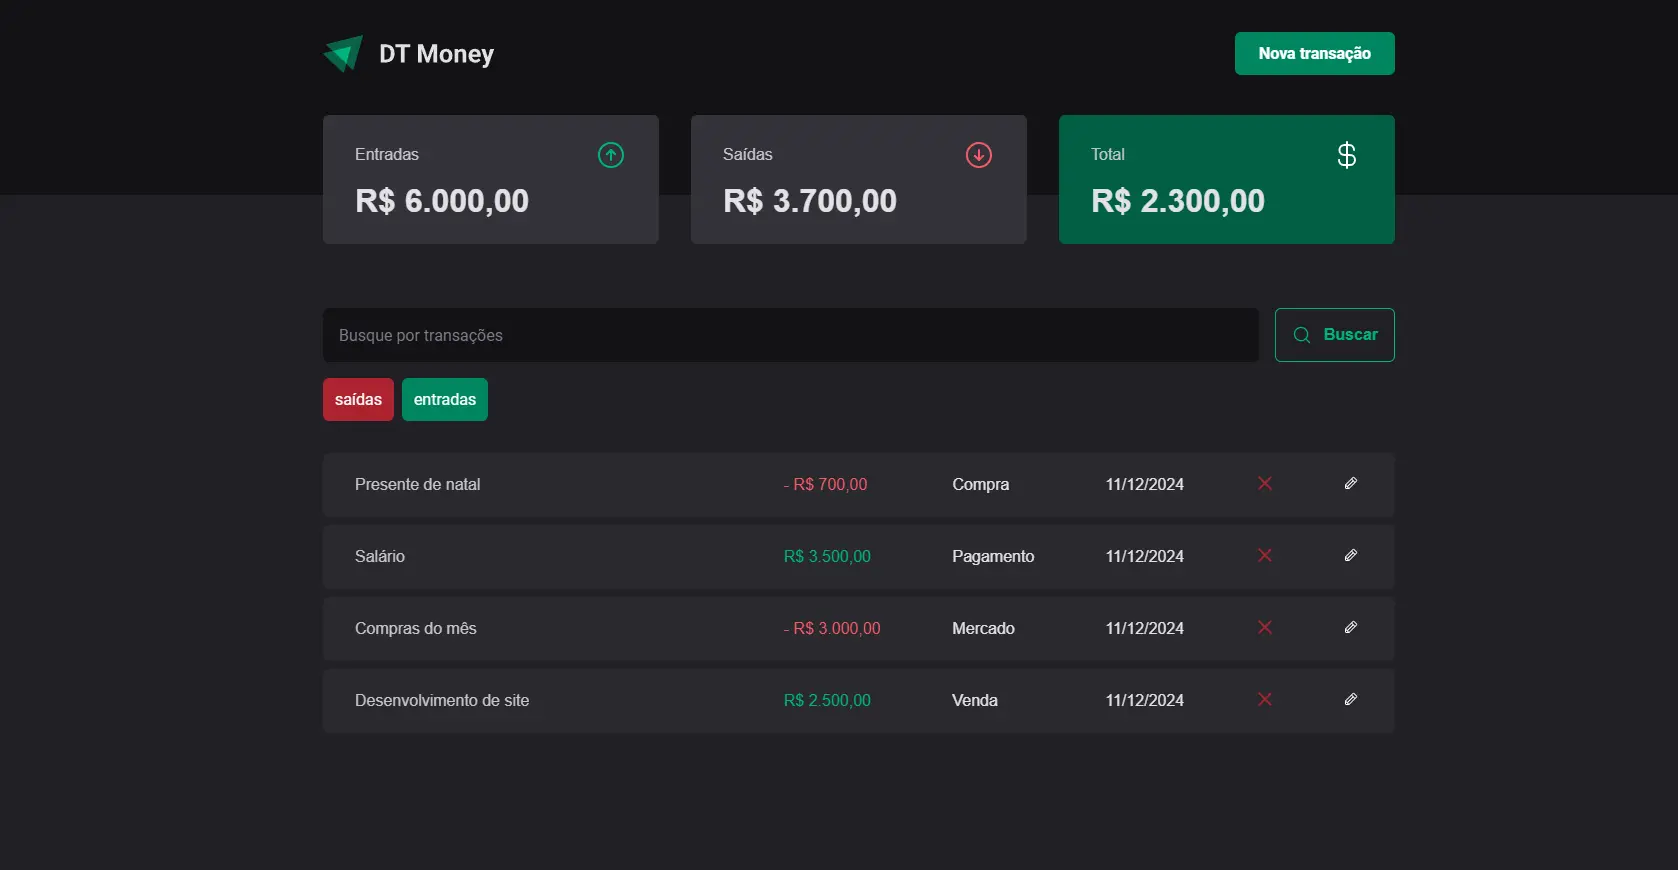 DT Money
Nova transação
Entradas
R$ 6.000,00
Saídas
R$ 3.700,00
Total
$
R$ 2.300,00
Busque por transações
Buscar
saídas entradas
Presente de natal - R$ 700,00 Compra 11/12/2024
Salário R$ 3.500,00 Pagamento 11/12/2024
Compras do mês - R$ 3.000,00 Mercado 11/12/2024
Desenvolvimento de site R$ 2.500,00 Venda 11/12/2024